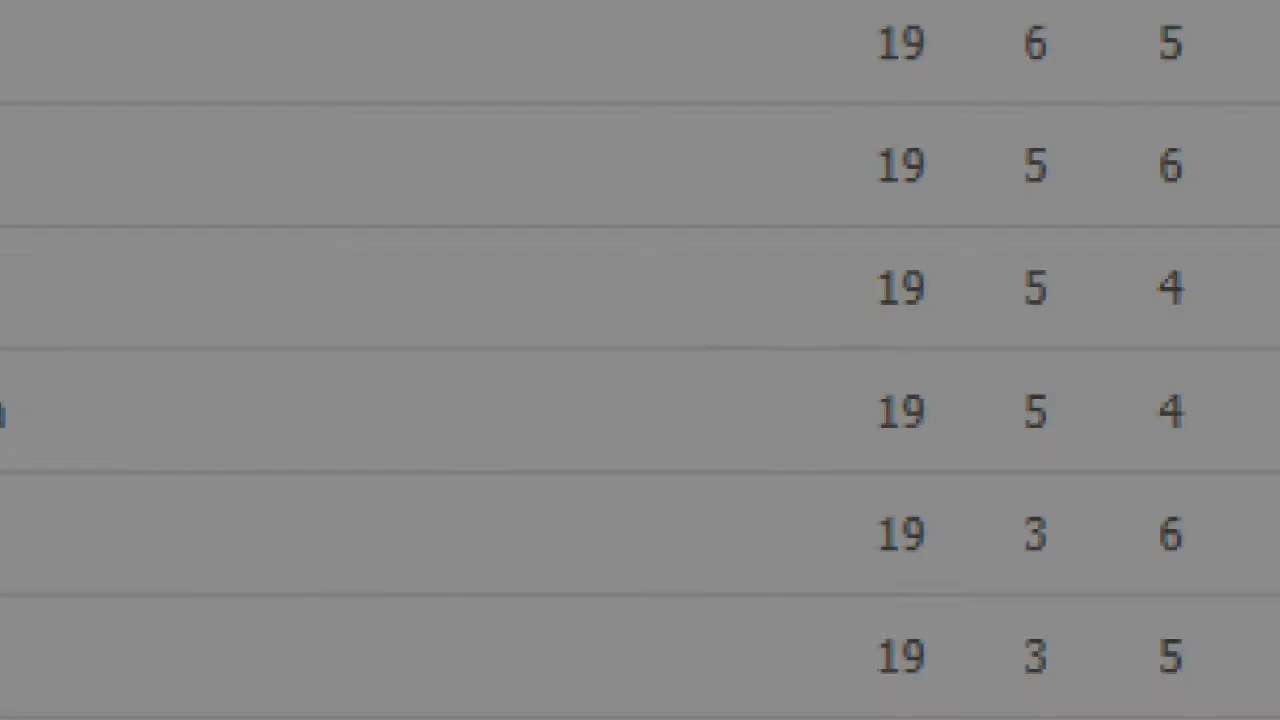 19 6 5
19 5 6
19 5 4
19 5 4
19 3 6
19 3 5